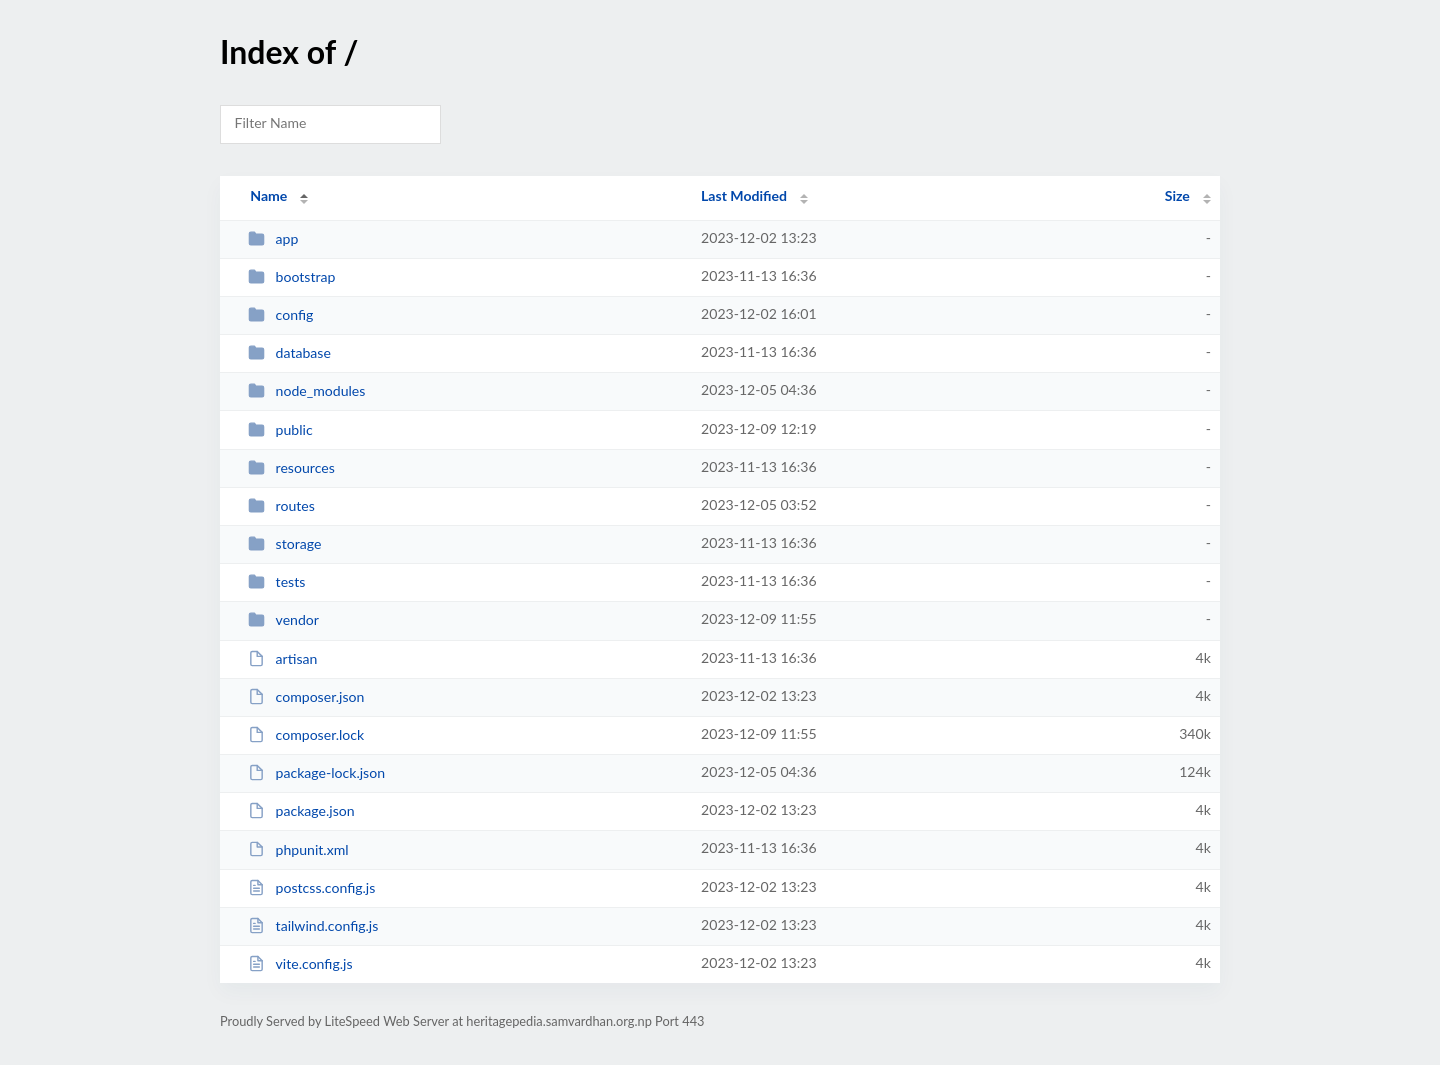 Index of /
Filter Name
Name Last Modified Size
app 2023-12-02 13:23 -
bootstrap 2023-11-13 16:36 -
config 2023-12-02 16:01 -
database 2023-11-13 16:36 -
node_modules 2023-12-05 04:36 -
public 2023-12-09 12:19 -
resources 2023-11-13 16:36 -
routes 2023-12-05 03:52 -
storage 2023-11-13 16:36 -
tests 2023-11-13 16:36 -
vendor 2023-12-09 11:55 -
artisan 2023-11-13 16:36 4k
composer.json 2023-12-02 13:23 4k
composer.lock 2023-12-09 11:55 340k
package-lock.json 2023-12-05 04:36 124k
package.json 2023-12-02 13:23 4k
phpunit.xml 2023-11-13 16:36 4k
postcss.config.js 2023-12-02 13:23 4k
tailwind.config.js 2023-12-02 13:23 4k
vite.config.js 2023-12-02 13:23 4k
Proudly Served by LiteSpeed Web Server at heritagepedia.samvardhan.org.np Port 443